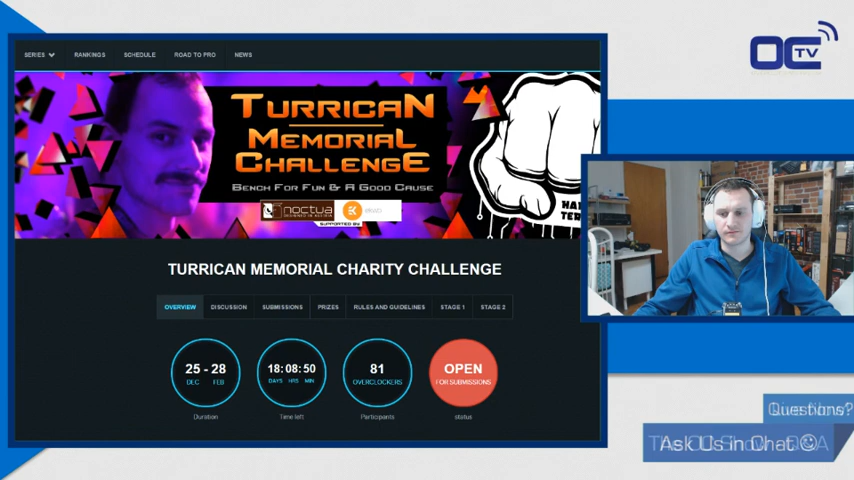 OC TV
SERIES RANKINGS SCHEDULE ROAD TO PRO NEWS
TURRICAN
MEMORIAL
CHALLENGE
BENCH FOR FUN & A GOOD CAUSE
noctua
SUPPORTED BY
TURRICAN MEMORIAL CHARITY CHALLENGE
OVERVIEW DISCUSSION SUBMISSIONS PRIZES RULES AND GUIDELINES STAGE 1 STAGE 2
25 - 28 18:08:50 81 OPEN
DEC FEB DAYS HRS MIN OVERCLOCKERS FOR SUBMISSIONS
Duration Time left Participants status
Questions?
Ask Us in Chat